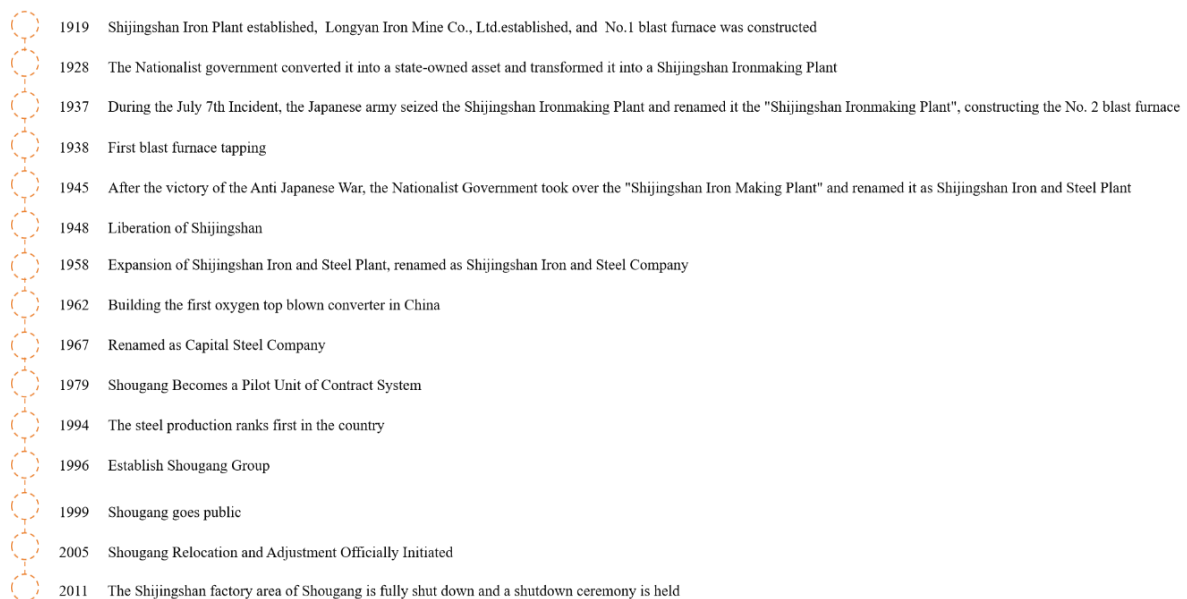 1919 Shijingshan Iron Plant established, Longyan Iron Mine Co., Ltd.established, and No.1 blast furnace was constructed
1928 The Nationalist government converted it into a state-owned asset and transformed it into a Shijingshan Ironmaking Plant
1937 During the July 7th Incident, the Japanese army seized the Shijingshan Ironmaking Plant and renamed it the "Shijingshan Ironmaking Plant", constructing the No. 2 blast furnace
1938 First blast furnace tapping
1945 After the victory of the Anti Japanese War, the Nationalist Government took over the "Shijingshan Iron Making Plant" and renamed it as Shijingshan Iron and Steel Plant
1948 Liberation of Shijingshan
1958 Expansion of Shijingshan Iron and Steel Plant, renamed as Shijingshan Iron and Steel Company
1962 Building the first oxygen top blown converter in China
1967 Renamed as Capital Steel Company
1979 Shougang Becomes a Pilot Unit of Contract System
1994 The steel production ranks first in the country
1996 Establish Shougang Group
1999 Shougang goes public
2005 Shougang Relocation and Adjustment Officially Initiated
2011 The Shijingshan factory area of Shougang is fully shut down and a shutdown ceremony is held